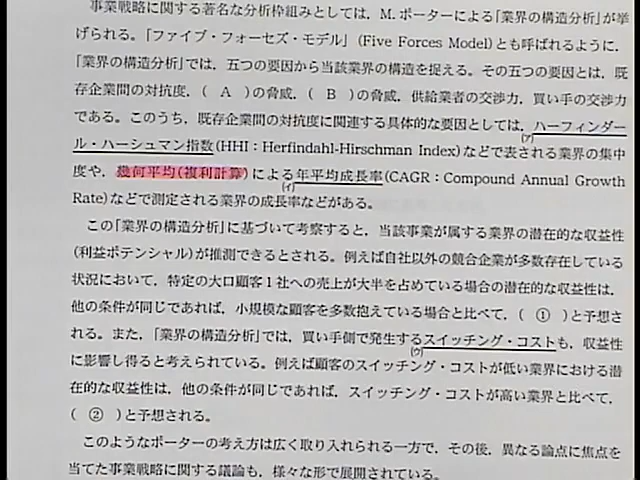 事業戦略に関する著名な分析枠組みとしては，M.ポーターによる「業界の構造分析」が挙
げられる。「ファイブ・フォーセズ・モデル」(Five Forces Model)とも呼ばれるように，
「業界の構造分析」では，五つの要因から当該業界の構造を捉える。その五つの要因とは，既
存企業間の対抗度，( A )の脅威，( B )の脅威，供給業者の交渉力，買い手の交渉力
である。このうち，既存企業間の対抗度に関連する具体的な要因としては，ハーフィンダー
(ア)
ル・ハーシュマン指数(HHI：Herfindahl-Hirschman Index)などで表される業界の集中
度や，幾何平均(複利計算)による年平均成長率(CAGR：Compound Annual Growth
(イ)
Rate)などで測定される業界の成長率などがある。
この「業界の構造分析」に基づいて考察すると，当該事業が属する業界の潜在的な収益性
(利益ポテンシャル)が推測できるとされる。例えば自社以外の競合企業が多数存在している
状況において，特定の大口顧客1社への売上が大半を占めている場合の潜在的な収益性は，
他の条件が同じであれば，小規模な顧客を多数抱えている場合と比べて，( ① )と予想さ
れる。また，「業界の構造分析」では，買い手側で発生するスイッチング・コストも，収益性
(ウ)
に影響し得ると考えられている。例えば顧客のスイッチング・コストが低い業界における潜
在的な収益性は，他の条件が同じであれば，スイッチング・コストが高い業界と比べて，
( ② )と予想される。
このようなポーターの考え方は広く取り入れられる一方で，その後，異なる論点に焦点を
当てた事業戦略に関する議論も，様々な形で展開されている。